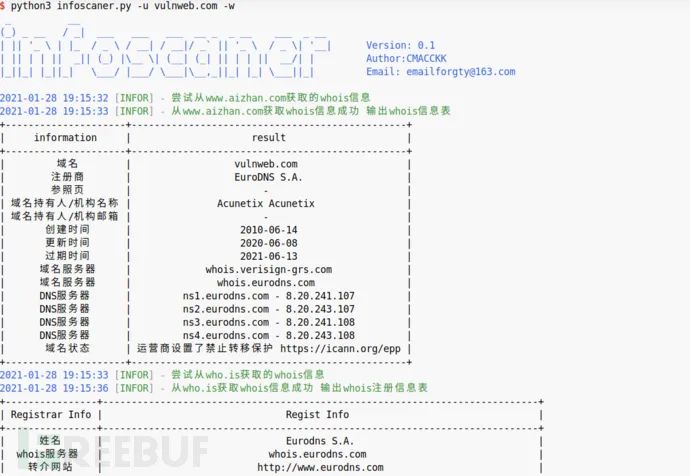 $ python3 infoscaner.py -u vulnweb.com -w
infoscaner
Version: 0.1
Author:CMACCKK
Email: emailforgty@163.com
2021-01-28 19:15:32 [INFOR] - 尝试从www.aizhan.com获取的whois信息
2021-01-28 19:15:33 [INFOR] - 从www.aizhan.com获取whois信息成功 输出whois信息表
| information | result |
| 域名 | vulnweb.com |
| 注册商 | EuroDNS S.A. |
| 参照页 | - |
| 域名持有人/机构名称 | Acunetix Acunetix |
| 域名持有人/机构邮箱 | - |
| 创建时间 | 2010-06-14 |
| 更新时间 | 2020-06-08 |
| 过期时间 | 2021-06-13 |
| 域名服务器 | whois.verisign-grs.com |
| 域名服务器 | whois.eurodns.com |
| DNS服务器 | ns1.eurodns.com - 8.20.241.107 |
| DNS服务器 | ns2.eurodns.com - 8.20.243.107 |
| DNS服务器 | ns3.eurodns.com - 8.20.241.108 |
| DNS服务器 | ns4.eurodns.com - 8.20.243.108 |
| 域名状态 | 运营商设置了禁止转移保护 https://icann.org/epp |
2021-01-28 19:15:33 [INFOR] - 尝试从who.is获取的whois信息
2021-01-28 19:15:36 [INFOR] - 从who.is获取whois信息成功 输出whois注册信息表
| Registrar Info | Regist Info |
| 姓名 | Eurodns S.A. |
| whois服务器 | whois.eurodns.com |
| 转介网站 | http://www.eurodns.com |
FREEBUF